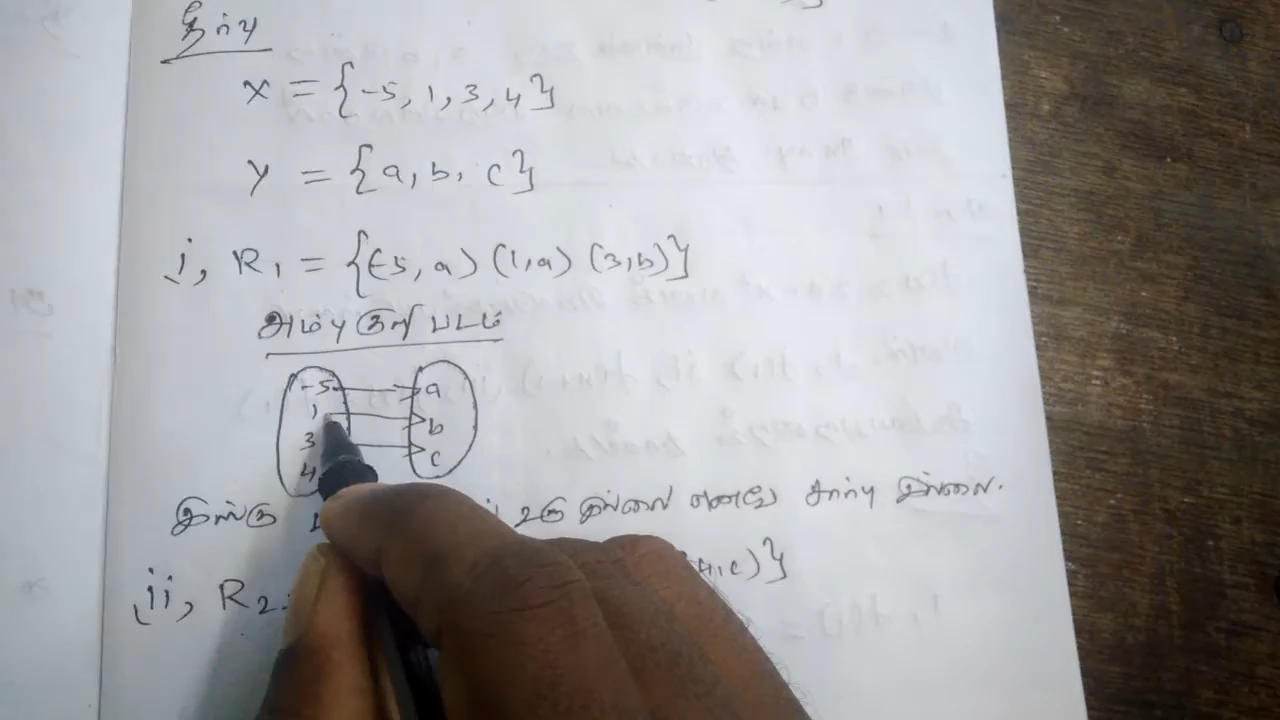 தீர்வு
X = {-5, 1, 3, 4}
Y = {a, b, c}
i, R₁ = {(-5, a) (1, a) (3, b)}
அம்புகுறி படம்
-5 a
1 b
3 c
4
இங்கு உரு இல்லை எனவே சார்பு இல்லை.
ii, R₂ , c)}